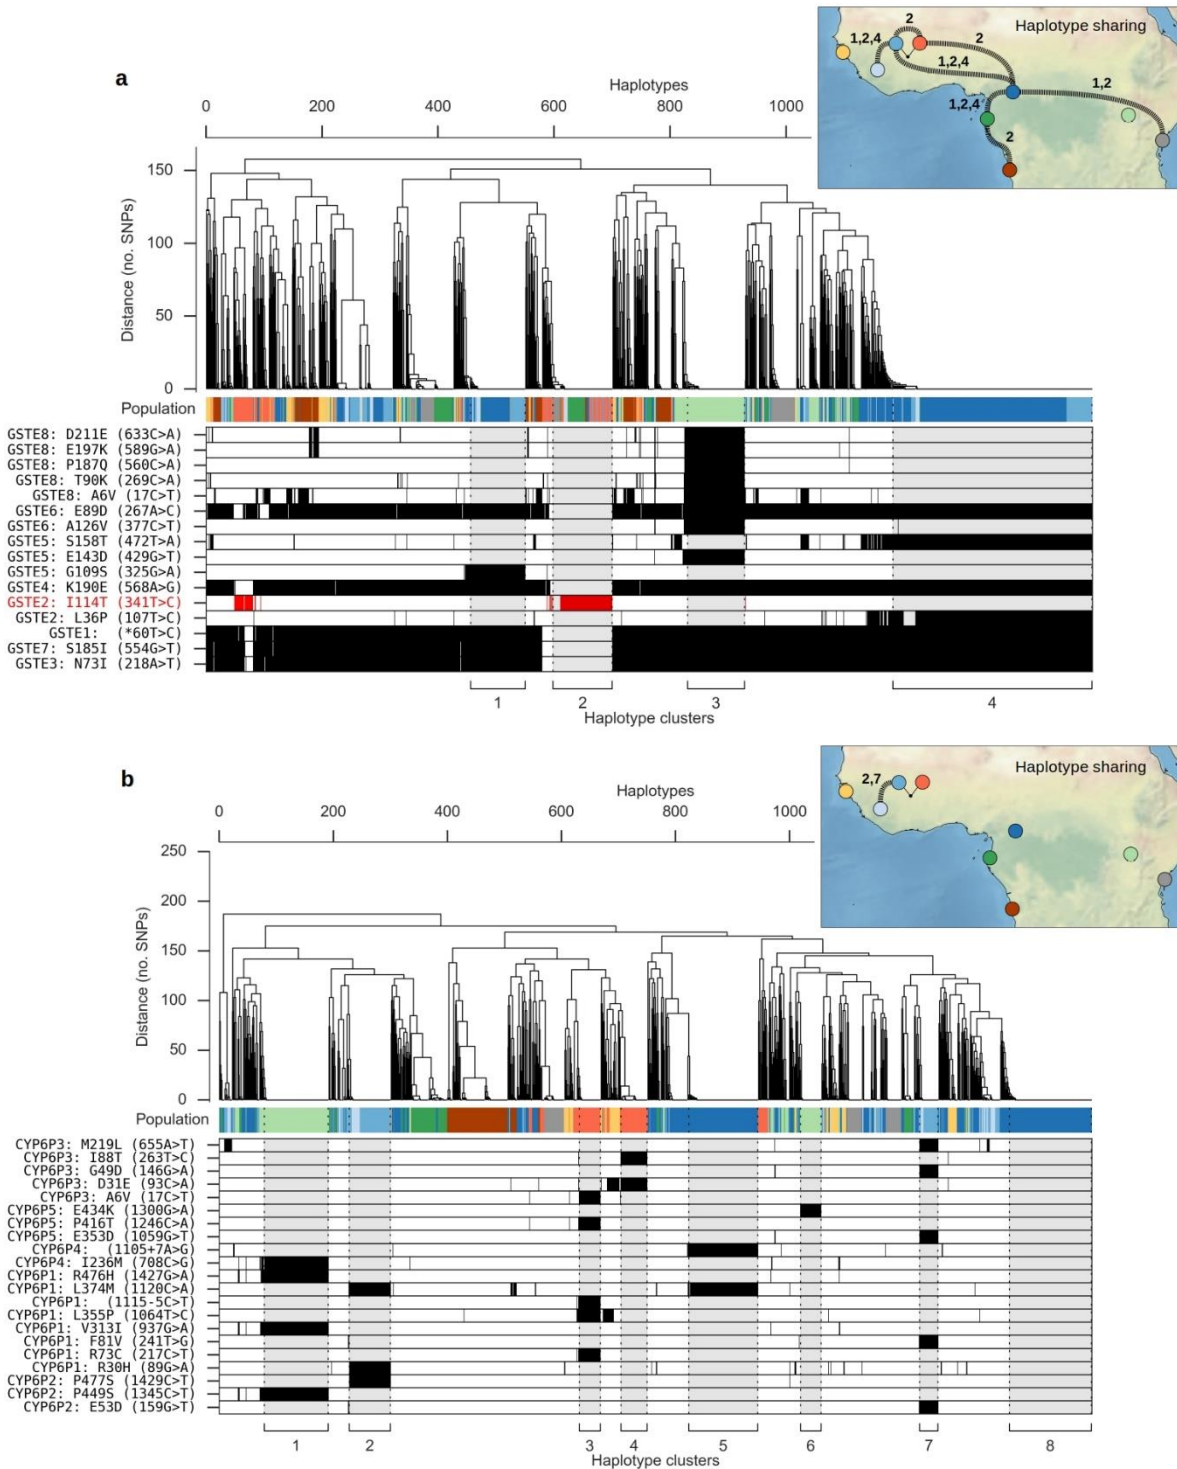 Haplotype sharing
2
1,2,4
2
1,2,4
1,2
1,2,4
2
a
Haplotypes
0 200 400 600 800 1000
Distance (no. SNPs)
150
100
50
0
Population
GSTE8: D211E (633C>A)
GSTE8: E197K (589G>A)
GSTE8: P187Q (560C>A)
GSTE8: T90K (269C>A)
GSTE8: A6V (17C>T)
GSTE6: E89D (267A>C)
GSTE6: A126V (377C>T)
GSTE5: S158T (472T>A)
GSTE5: E143D (429G>T)
GSTE5: G109S (325G>A)
GSTE4: K190E (568A>G)
GSTE2: I114T (341T>C)
GSTE2: L36P (107T>C)
GSTE1: (*60T>C)
GSTE7: S185I (554G>T)
GSTE3: N73I (218A>T)
1 2 3 4
Haplotype clusters
b
Haplotype sharing
2,7
Haplotypes
0 200 400 600 800 1000
Distance (no. SNPs)
250
200
150
100
50
0
Population
CYP6P3: M219L (655A>T)
CYP6P3: I88T (263T>C)
CYP6P3: G49D (146G>A)
CYP6P3: D31E (93C>A)
CYP6P3: A6V (17C>T)
CYP6P5: E434K (1300G>A)
CYP6P5: P416T (1246C>A)
CYP6P5: E353D (1059G>T)
CYP6P4: (1105+7A>G)
CYP6P4: I236M (708C>G)
CYP6P1: R476H (1427G>A)
CYP6P1: L374M (1120C>A)
CYP6P1: (1115-5C>T)
CYP6P1: L355P (1064T>C)
CYP6P1: V313I (937G>A)
CYP6P1: F81V (241T>G)
CYP6P1: R73C (217C>T)
CYP6P1: R30H (89G>A)
CYP6P2: P477S (1429C>T)
CYP6P2: P449S (1345C>T)
CYP6P2: E53D (159G>T)
1 2 3 4 5 6 7 8
Haplotype clusters